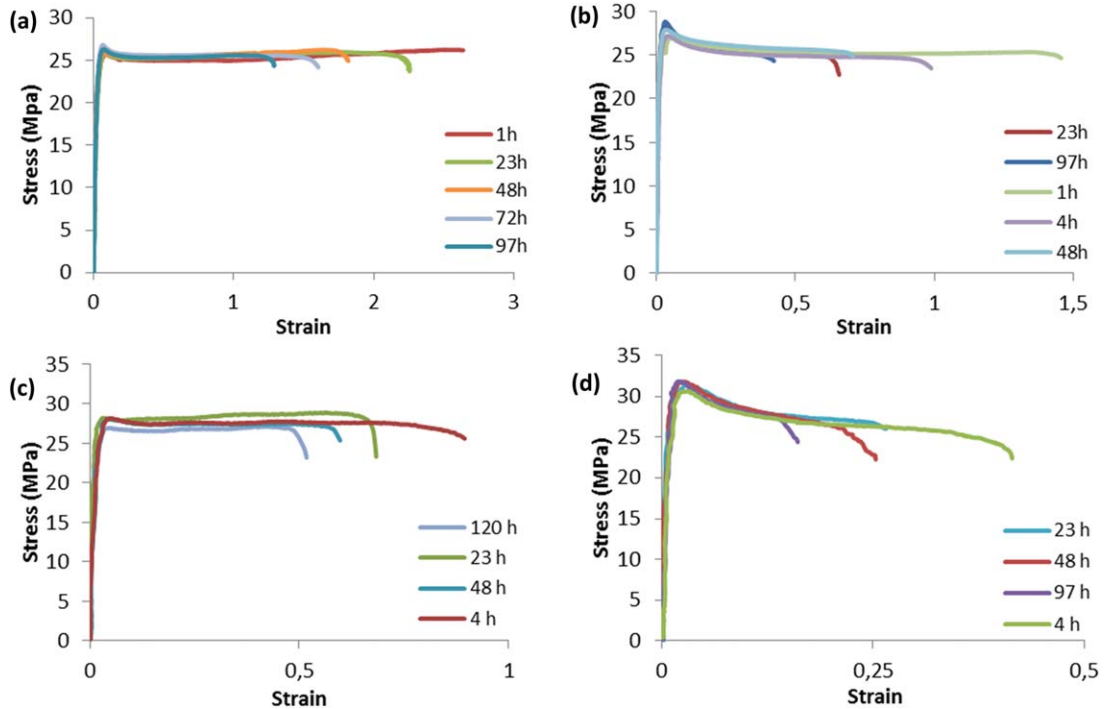 (a)
30
25
20
15
10
5
0
Stress (Mpa)
0 1 2 3
Strain
1h
23h
48h
72h
97h
(b)
30
25
20
15
10
5
0
Stress (Mpa)
0 0,5 1 1,5
Strain
23h
97h
1h
4h
48h
(c)
35
30
25
20
15
10
5
0
Stress (MPa)
0 0,5 1
Strain
120 h
23 h
48 h
4 h
(d)
35
30
25
20
15
10
5
0
Stress (MPa)
0 0,25 0,5
Strain
23 h
48 h
97 h
4 h